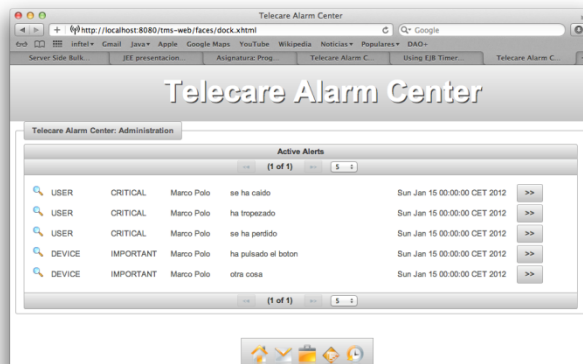 Telecare Alarm Center
http://localhost:8080/tms-web/faces/dock.xhtml
Google
inftel▾ Gmail Java▾ Apple Google Maps YouTube Wikipedia Noticias▾ Populares▾ DAO+
Server Side Bulk... JEE presentacion... Asignatura: Prog... Telecare Alarm C... Using EJB Timer... Telecare Alarm C...
Telecare Alarm Center
Telecare Alarm Center: Administration
Active Alerts
(1 of 1) 5
USER CRITICAL Marco Polo se ha caido Sun Jan 15 00:00:00 CET 2012 >>
USER CRITICAL Marco Polo ha tropezado Sun Jan 15 00:00:00 CET 2012 >>
USER CRITICAL Marco Polo se ha perdido Sun Jan 15 00:00:00 CET 2012 >>
DEVICE IMPORTANT Marco Polo ha pulsado el boton Sun Jan 15 00:00:00 CET 2012 >>
DEVICE IMPORTANT Marco Polo otra cosa Sun Jan 15 00:00:00 CET 2012 >>
(1 of 1) 5